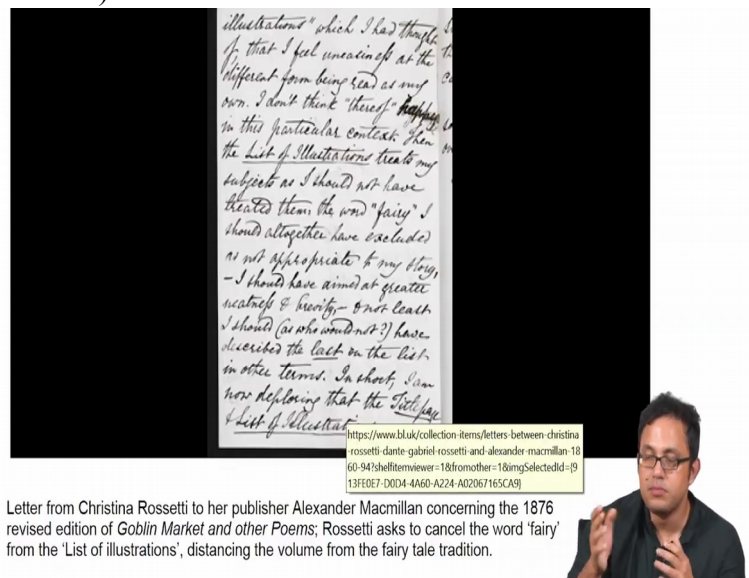 illustrations" which I had thought
of that I feel uneasiness at the
different form being read as my
own. I don't think "thereof" happy
in this particular context. Then
the List of Illustrations treats my
subjects as I should not have
treated them: the word "fairy" I
should altogether have excluded
as not appropriate to my story,
– I should have aimed at greater
neatness & brevity, – & not least
I should (as who would not?) have
described the last on the list
in other terms. In short, I am
now deploring that the Titlepage
& List of Illustrati
https://www.bl.uk/collection-items/letters-between-christina
-rossetti-dante-gabriel-rossetti-and-alexander-macmillan-18
60-94?shelfitemviewer=1&fromother=1&imgSelectedId={9
13FE0E7-D0D4-4A60-A224-A02067165CA9}
Letter from Christina Rossetti to her publisher Alexander Macmillan concerning the 1876
revised edition of Goblin Market and other Poems; Rossetti asks to cancel the word 'fairy'
from the 'List of illustrations', distancing the volume from the fairy tale tradition.